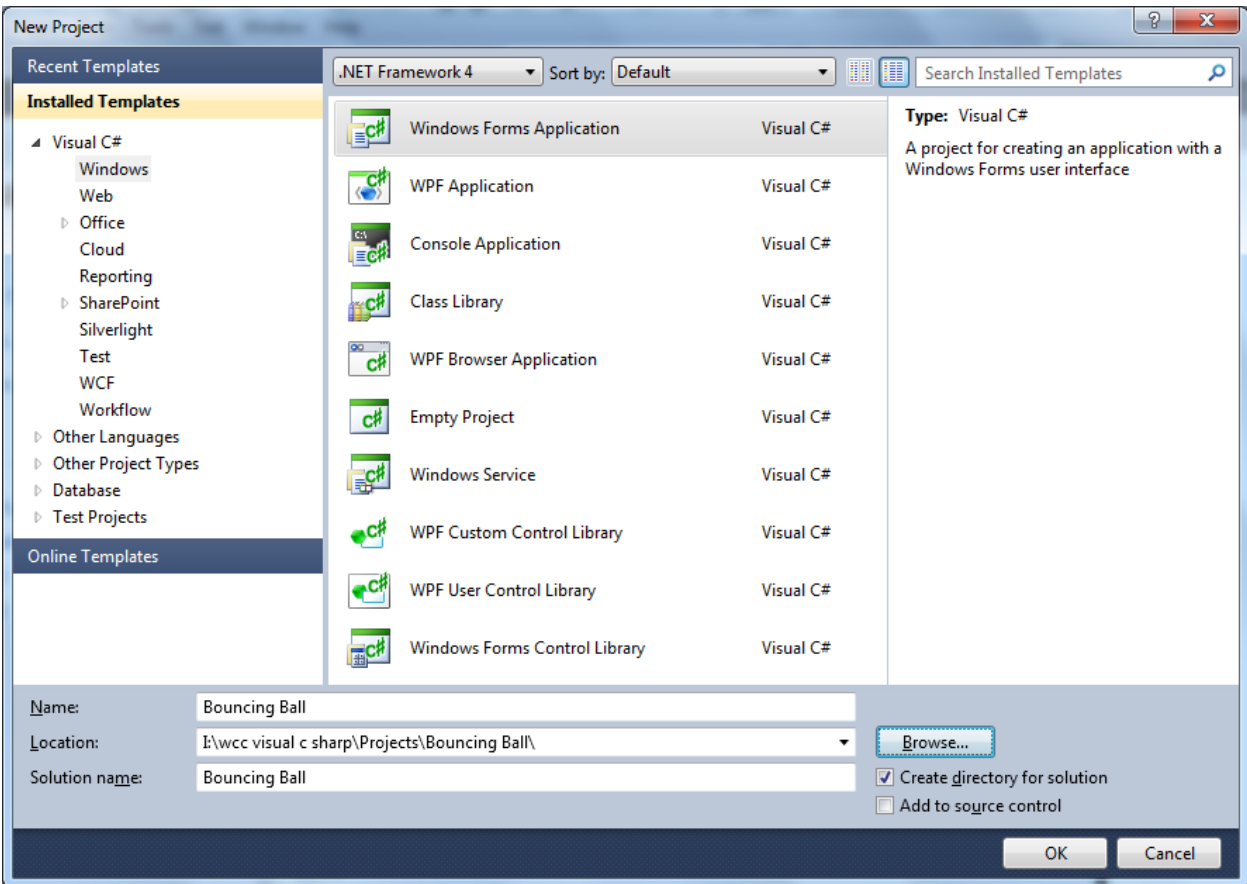 New Project
Recent Templates
Installed Templates
Visual C#
Windows
Web
Office
Cloud
Reporting
SharePoint
Silverlight
Test
WCF
Workflow
Other Languages
Other Project Types
Database
Test Projects
Online Templates
.NET Framework 4 Sort by: Default
Search Installed Templates
Windows Forms Application Visual C#
WPF Application Visual C#
Console Application Visual C#
Class Library Visual C#
WPF Browser Application Visual C#
Empty Project Visual C#
Windows Service Visual C#
WPF Custom Control Library Visual C#
WPF User Control Library Visual C#
Windows Forms Control Library Visual C#
Type: Visual C#
A project for creating an application with a
Windows Forms user interface
Name: Bouncing Ball
Location: I:\wcc visual c sharp\Projects\Bouncing Ball\ Browse...
Solution name: Bouncing Ball
Create directory for solution
Add to source control
OK Cancel